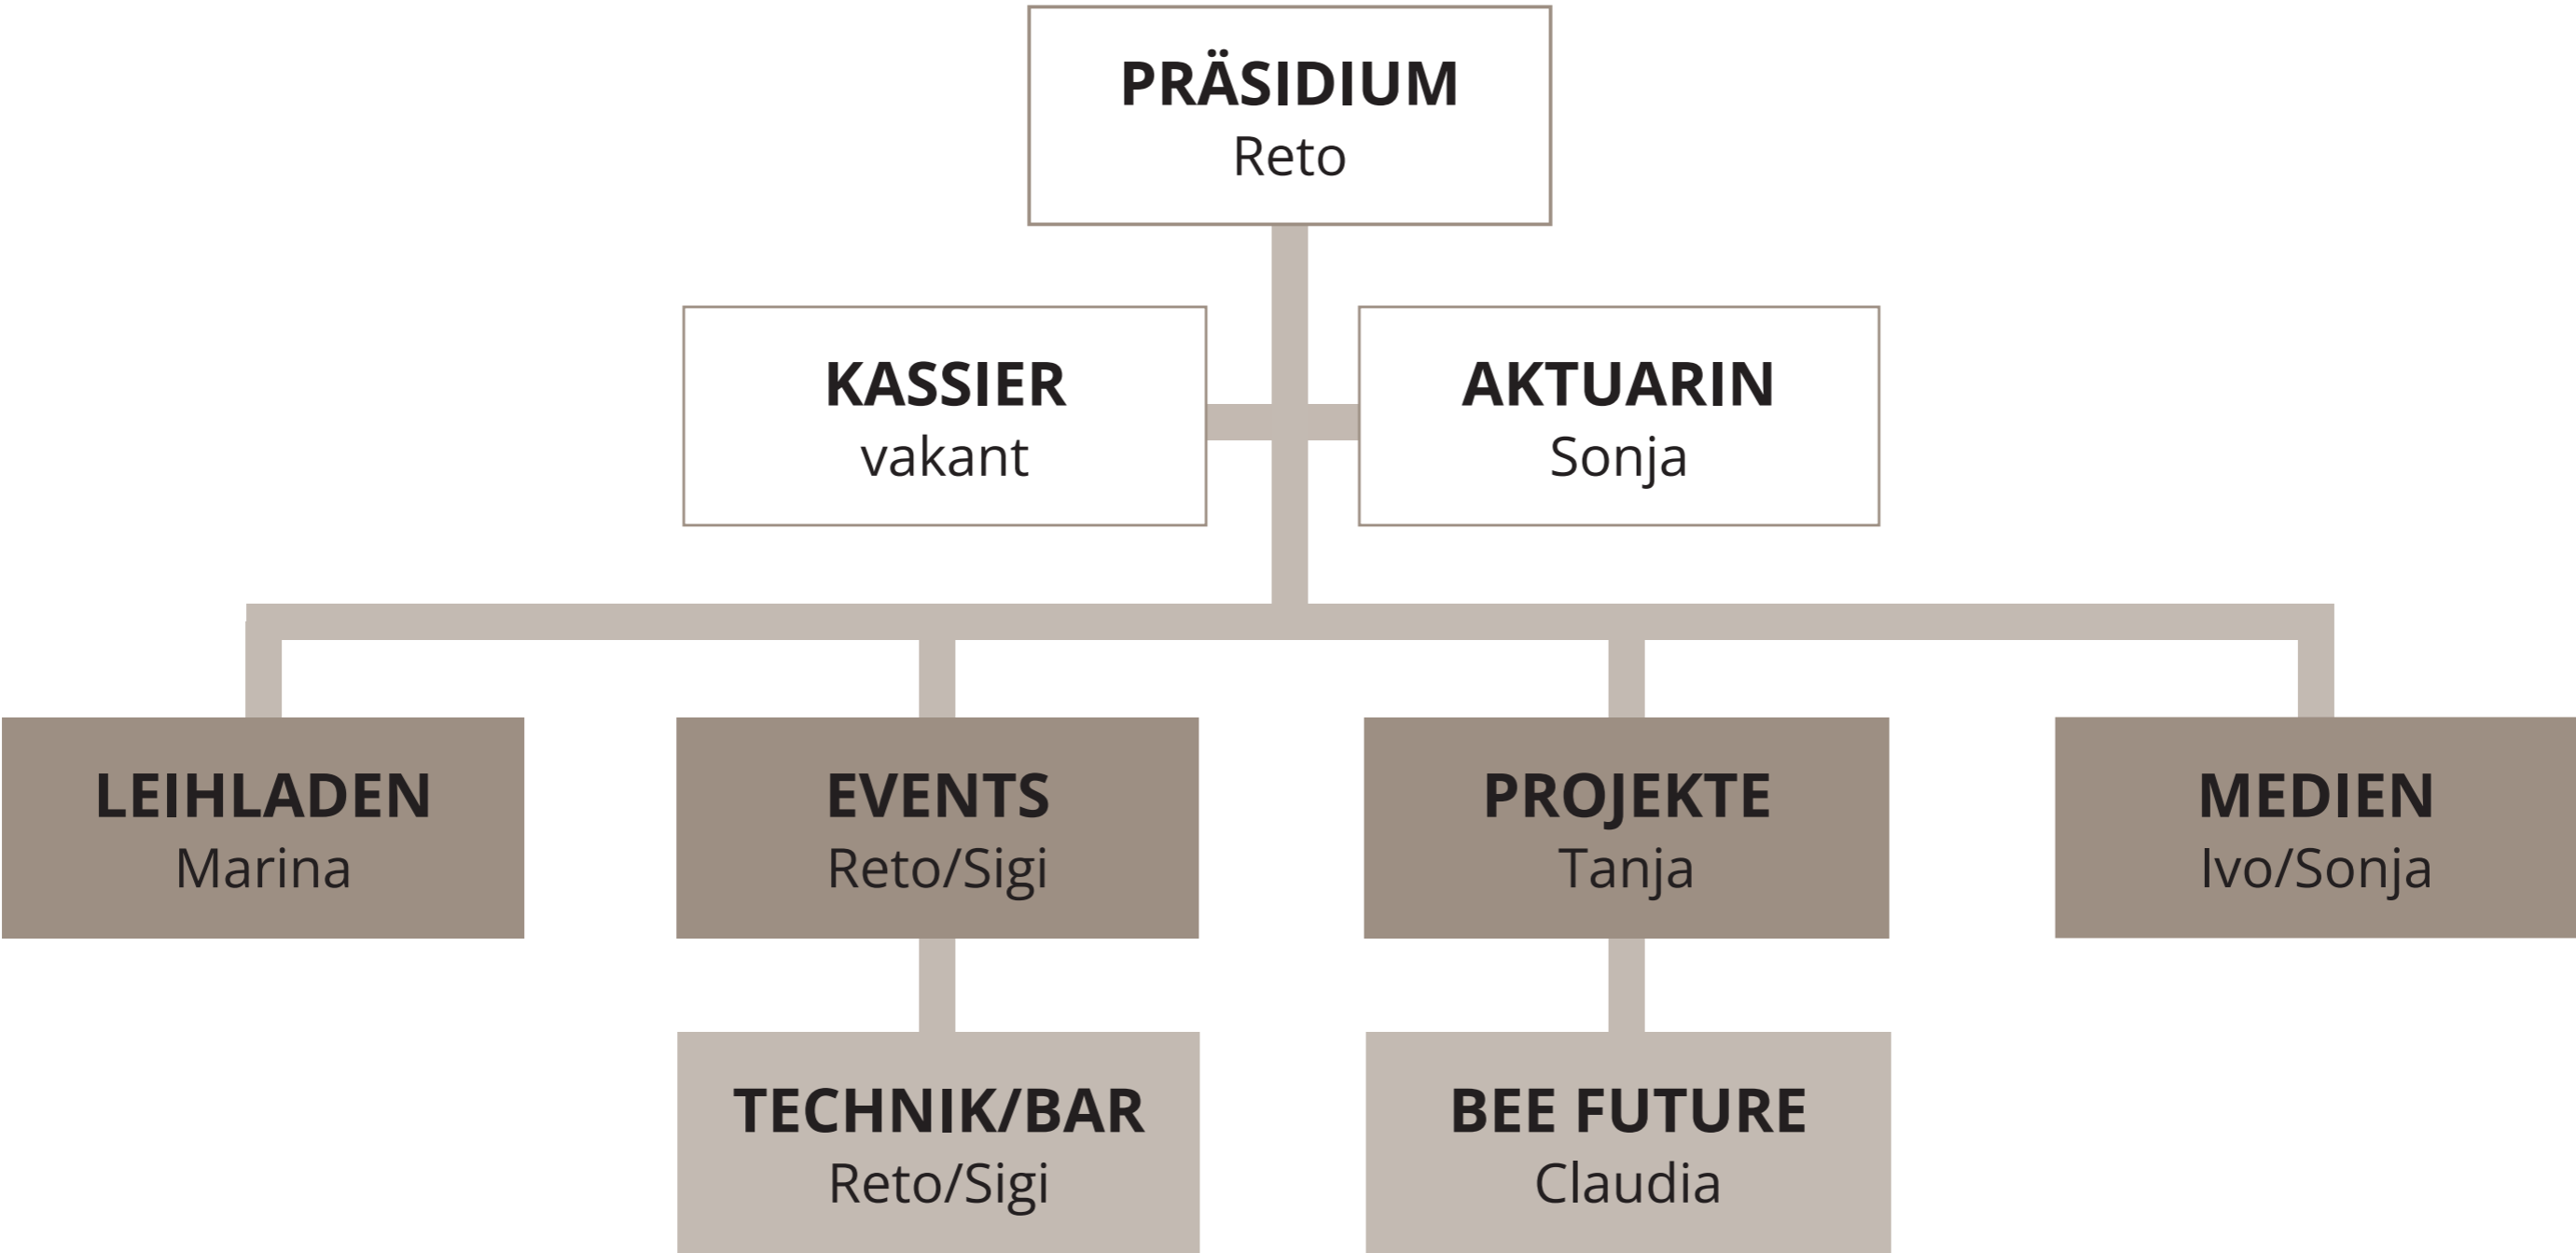 PRÄSIDIUM
Reto
KASSIER
vakant
AKTUARIN
Sonja
LEIHLADEN
Marina
EVENTS
Reto/Sigi
PROJEKTE
Tanja
MEDIEN
Ivo/Sonja
TECHNIK/BAR
Reto/Sigi
BEE FUTURE
Claudia